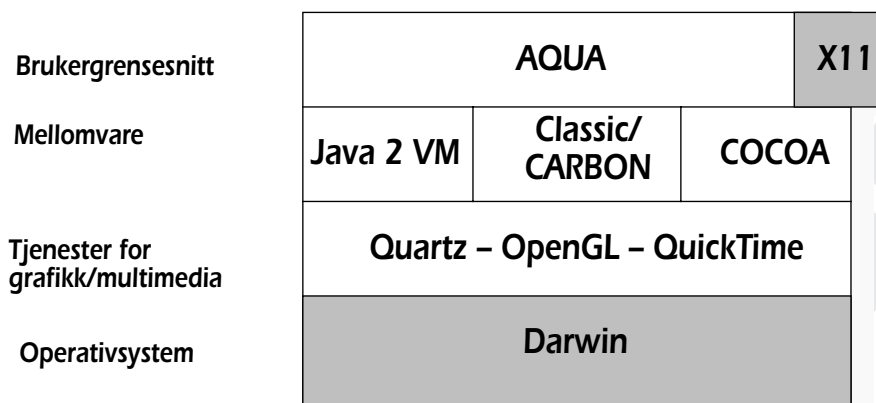 Brukergrensesnitt
AQUA
X11
Mellomvare
Java 2 VM
Classic/
CARBON
COCOA
Tjenester for
grafikk/multimedia
Quartz – OpenGL – QuickTime
Operativsystem
Darwin